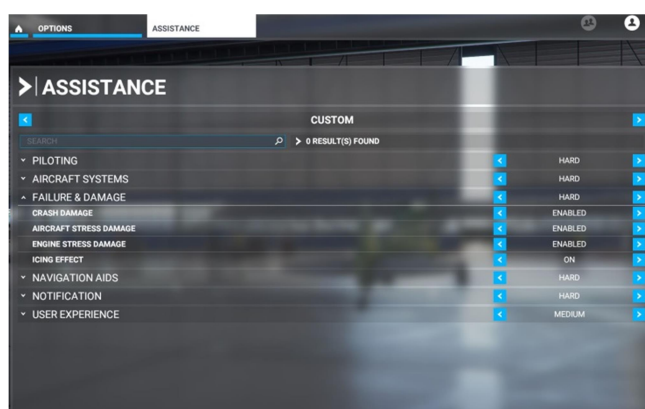 OPTIONS ASSISTANCE
ASSISTANCE
CUSTOM
SEARCH 0 RESULT(S) FOUND
PILOTING HARD
AIRCRAFT SYSTEMS HARD
FAILURE & DAMAGE HARD
CRASH DAMAGE ENABLED
AIRCRAFT STRESS DAMAGE ENABLED
ENGINE STRESS DAMAGE ENABLED
ICING EFFECT ON
NAVIGATION AIDS HARD
NOTIFICATION HARD
USER EXPERIENCE MEDIUM